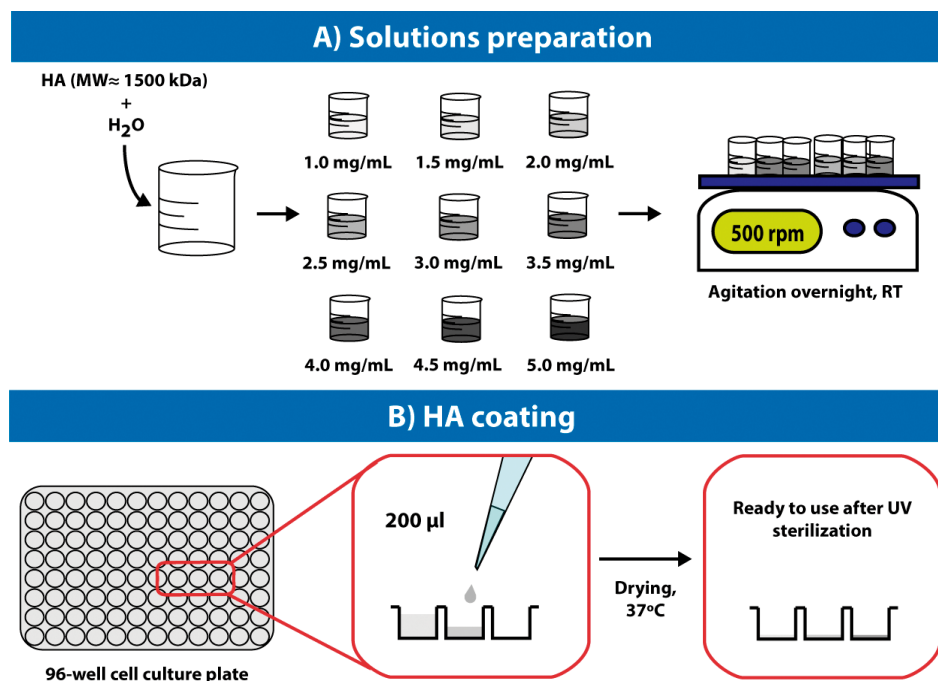 A) Solutions preparation
HA (MW≈ 1500 kDa)
+
H₂O
1.0 mg/mL
1.5 mg/mL
2.0 mg/mL
2.5 mg/mL
3.0 mg/mL
3.5 mg/mL
4.0 mg/mL
4.5 mg/mL
5.0 mg/mL
500 rpm
Agitation overnight, RT
B) HA coating
96-well cell culture plate
200 µl
Drying,
37ºC
Ready to use after UV
sterilization